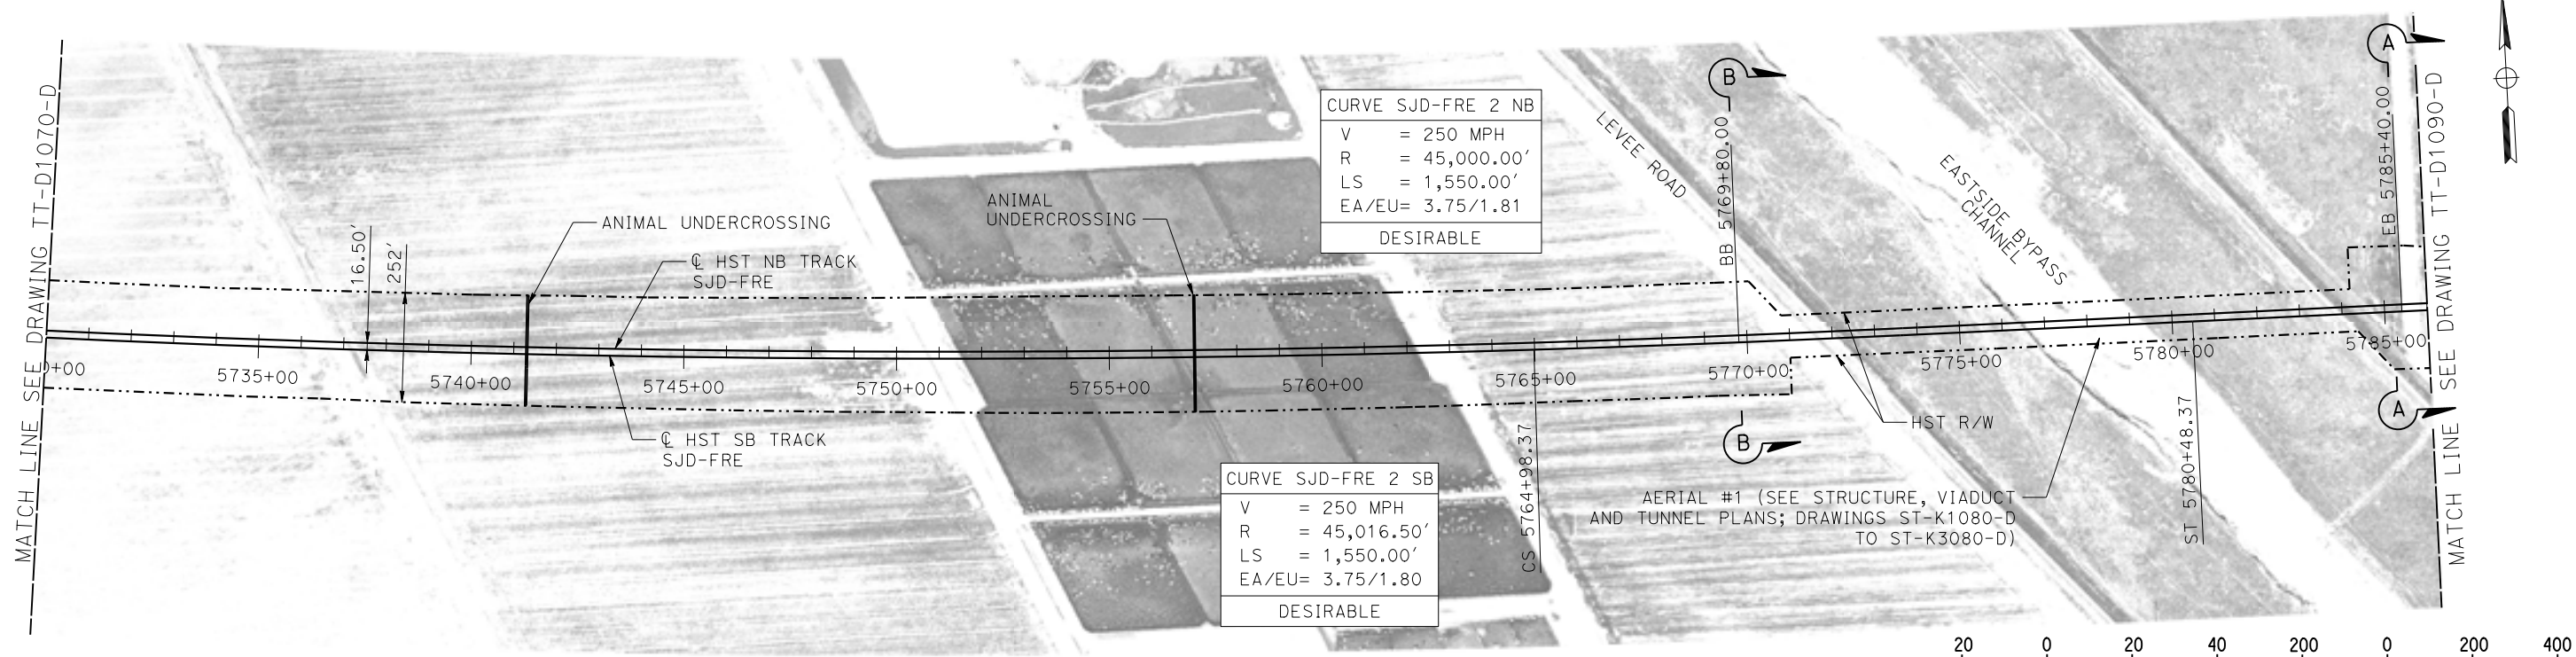 MATCH LINE SEE DRAWING TT-D1070-D
16.50′
252′
ANIMAL UNDERCROSSING
℄ HST NB TRACK
SJD-FRE
℄ HST SB TRACK
SJD-FRE
ANIMAL
UNDERCROSSING
CURVE SJD-FRE 2 NB
V = 250 MPH
R = 45,000.00′
LS = 1,550.00′
EA/EU= 3.75/1.81
DESIRABLE
CURVE SJD-FRE 2 SB
V = 250 MPH
R = 45,016.50′
LS = 1,550.00′
EA/EU= 3.75/1.80
DESIRABLE
+00
5735+00
5740+00
5745+00
5750+00
5755+00
5760+00
5765+00
5770+00
5775+00
5780+00
5785+00
CS 5764+98.37
LEVEE ROAD
B
BB 5769+80.00
B
EASTSIDE BYPASS
CHANNEL
HST R/W
AERIAL #1 (SEE STRUCTURE, VIADUCT
AND TUNNEL PLANS; DRAWINGS ST-K1080-D
TO ST-K3080-D)
ST 5780+48.37
A
EB 5785+40.00
A
MATCH LINE SEE DRAWING TT-D1090-D
20 0 20 40 200 0 200 400